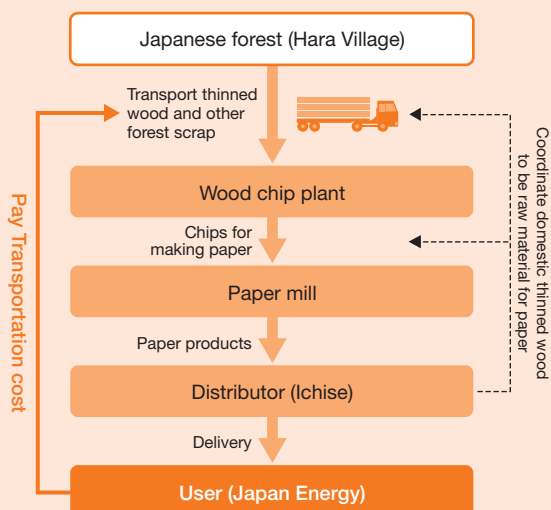 Japanese forest (Hara Village)
Transport thinned
wood and other
forest scrap
Wood chip plant
Chips for
making paper
Paper mill
Paper products
Distributor (Ichise)
Delivery
User (Japan Energy)
Pay Transportation cost
Coordinate domestic thinned wood
to be raw material for paper